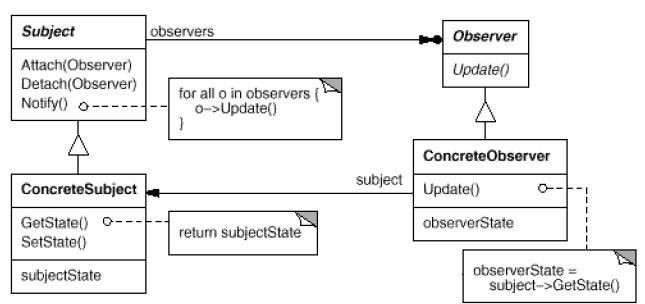 Subject
observers
Observer
Attach(Observer)
Detach(Observer)
Notify()
Update()
for all o in observers {
o->Update()
}
ConcreteSubject
GetState()
SetState()
subjectState
return subjectState
subject
ConcreteObserver
Update()
observerState
observerState =
subject->GetState()